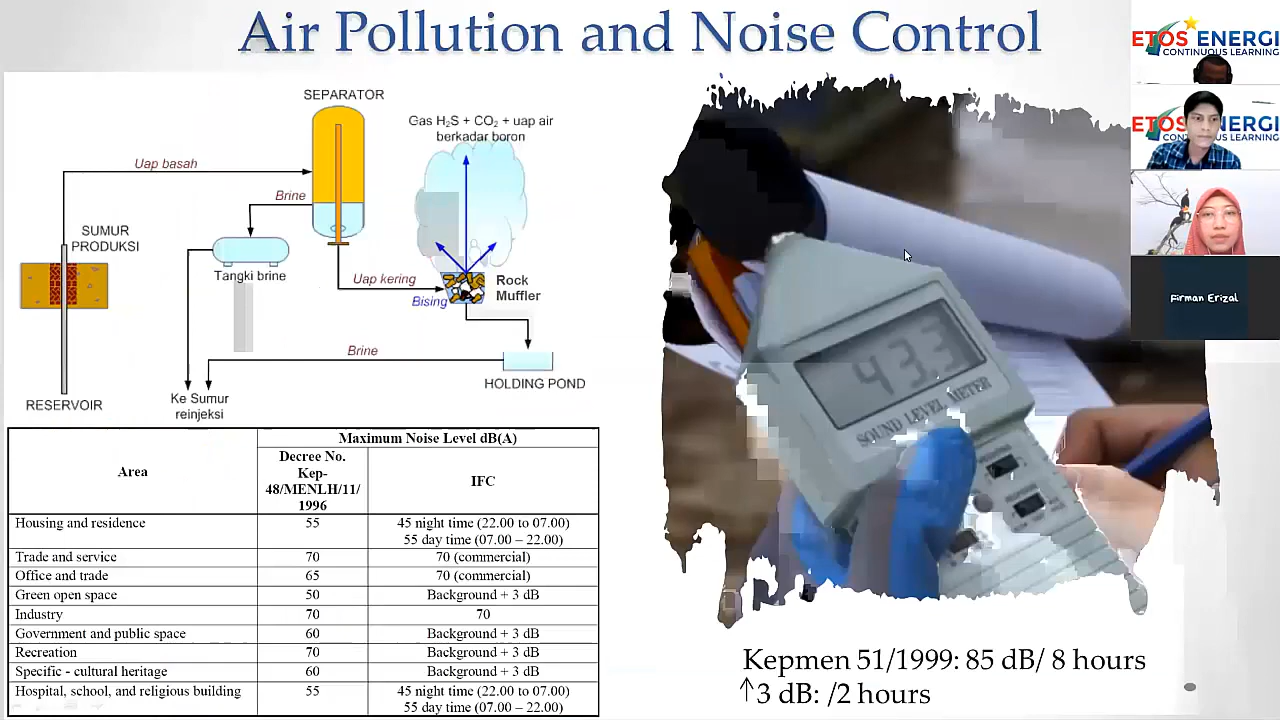 Air Pollution and Noise Control
SEPARATOR
Gas H₂S + CO₂ + uap air
berkadar boron
Uap basah
Brine
SUMUR
PRODUKSI
Tangki brine
Uap kering
Rock
Muffler
Bising
Brine
HOLDING POND
RESERVOIR
Ke Sumur
reinjeksi
Area
Maximum Noise Level dB(A)
Decree No.
Kep-
48/MENLH/11/
1996
IFC
Housing and residence 55 45 night time (22.00 to 07.00)
55 day time (07.00 – 22.00)
Trade and service 70 70 (commercial)
Office and trade 65 70 (commercial)
Green open space 50 Background + 3 dB
Industry 70 70
Government and public space 60 Background + 3 dB
Recreation 70 Background + 3 dB
Specific - cultural heritage 60 Background + 3 dB
Hospital, school, and religious building 55 45 night time (22.00 to 07.00)
55 day time (07.00 – 22.00)
43.3
SOUND LEVEL METER
Kepmen 51/1999: 85 dB/ 8 hours
↑3 dB: /2 hours
ETOS ENERGI
CONTINUOUS LEARNING
Firman Erizal